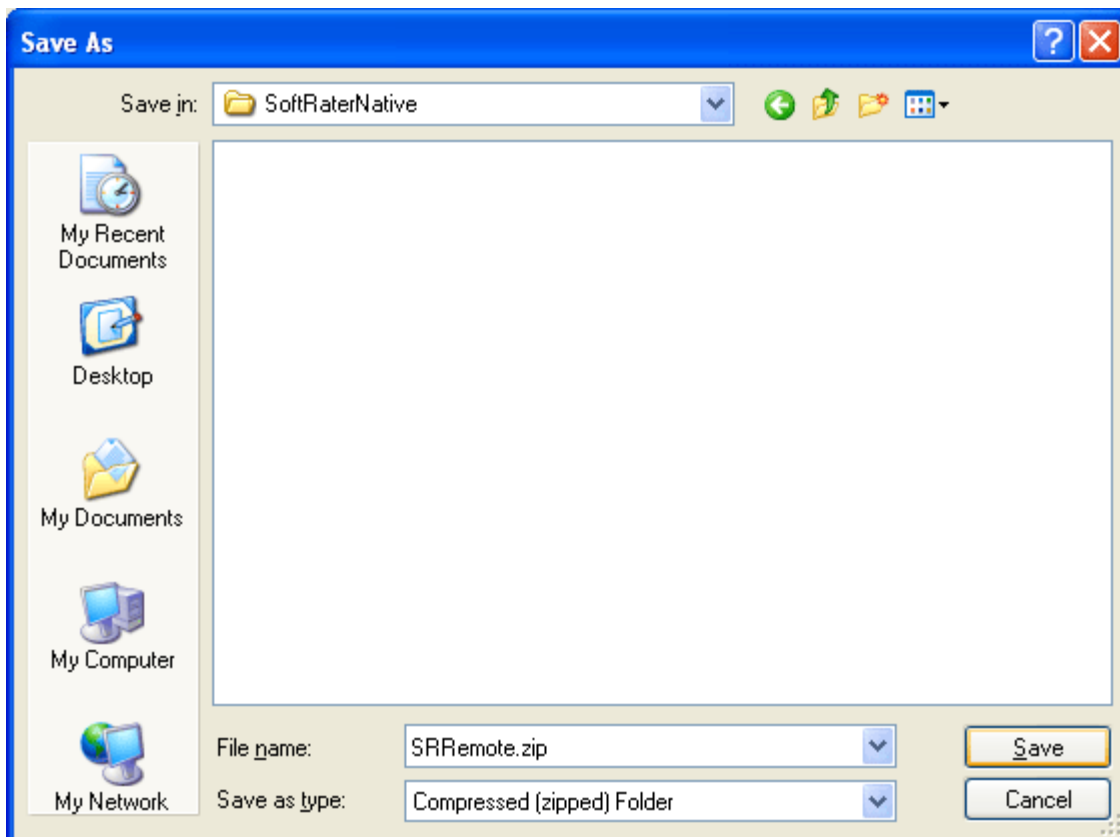 Save As
Save in:
SoftRaterNative
My Recent
Documents
Desktop
My Documents
My Computer
My Network
File name:
SRRemote.zip
Save
Save as type:
Compressed (zipped) Folder
Cancel